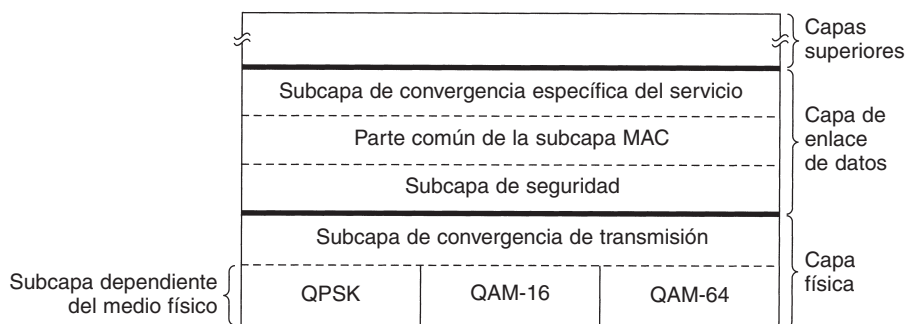 Capas
superiores
Subcapa de convergencia específica del servicio
Parte común de la subcapa MAC
Subcapa de seguridad
Capa de
enlace
de datos
Subcapa de convergencia de transmisión
Subcapa dependiente
del medio físico
QPSK
QAM-16
QAM-64
Capa
física